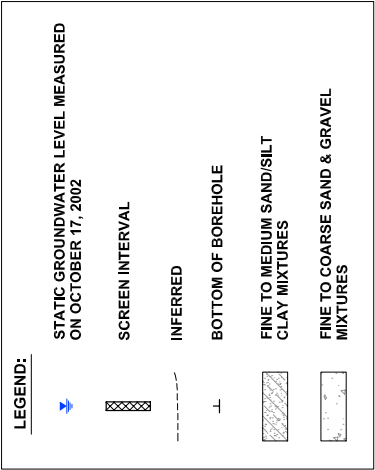 LEGEND:
STATIC GROUNDWATER LEVEL MEASURED
ON OCTOBER 17, 2002
SCREEN INTERVAL
INFERRED
BOTTOM OF BOREHOLE
FINE TO MEDIUM SAND/SILT
CLAY MIXTURES
FINE TO COARSE SAND & GRAVEL
MIXTURES